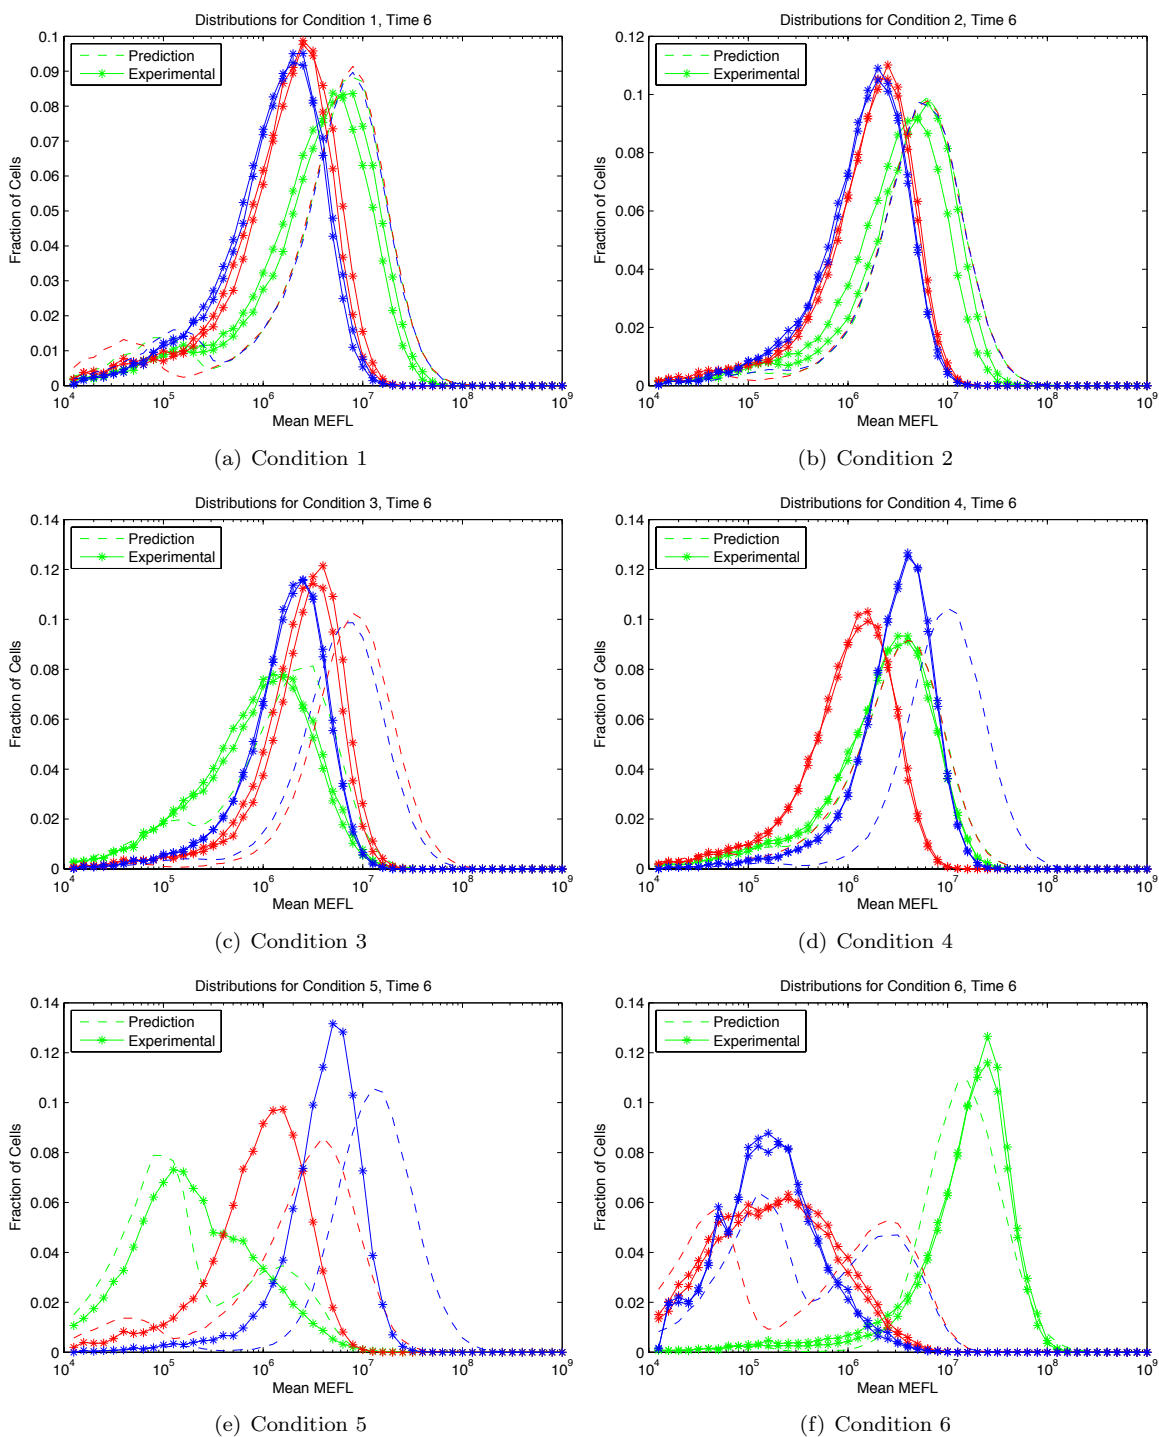 Distributions for Condition 1, Time 6
Prediction
Experimental
Fraction of Cells
0.1
0.09
0.08
0.07
0.06
0.05
0.04
0.03
0.02
0.01
0
10^4 10^5 10^6 10^7 10^8 10^9
Mean MEFL
(a) Condition 1
Distributions for Condition 2, Time 6
Prediction
Experimental
Fraction of Cells
0.12
0.1
0.08
0.06
0.04
0.02
0
10^4 10^5 10^6 10^7 10^8 10^9
Mean MEFL
(b) Condition 2
Distributions for Condition 3, Time 6
Prediction
Experimental
Fraction of Cells
0.14
0.12
0.1
0.08
0.06
0.04
0.02
0
10^4 10^5 10^6 10^7 10^8 10^9
Mean MEFL
(c) Condition 3
Distributions for Condition 4, Time 6
Prediction
Experimental
Fraction of Cells
0.14
0.12
0.1
0.08
0.06
0.04
0.02
0
10^4 10^5 10^6 10^7 10^8 10^9
Mean MEFL
(d) Condition 4
Distributions for Condition 5, Time 6
Prediction
Experimental
Fraction of Cells
0.14
0.12
0.1
0.08
0.06
0.04
0.02
0
10^4 10^5 10^6 10^7 10^8 10^9
Mean MEFL
(e) Condition 5
Distributions for Condition 6, Time 6
Prediction
Experimental
Fraction of Cells
0.14
0.12
0.1
0.08
0.06
0.04
0.02
0
10^4 10^5 10^6 10^7 10^8 10^9
Mean MEFL
(f) Condition 6